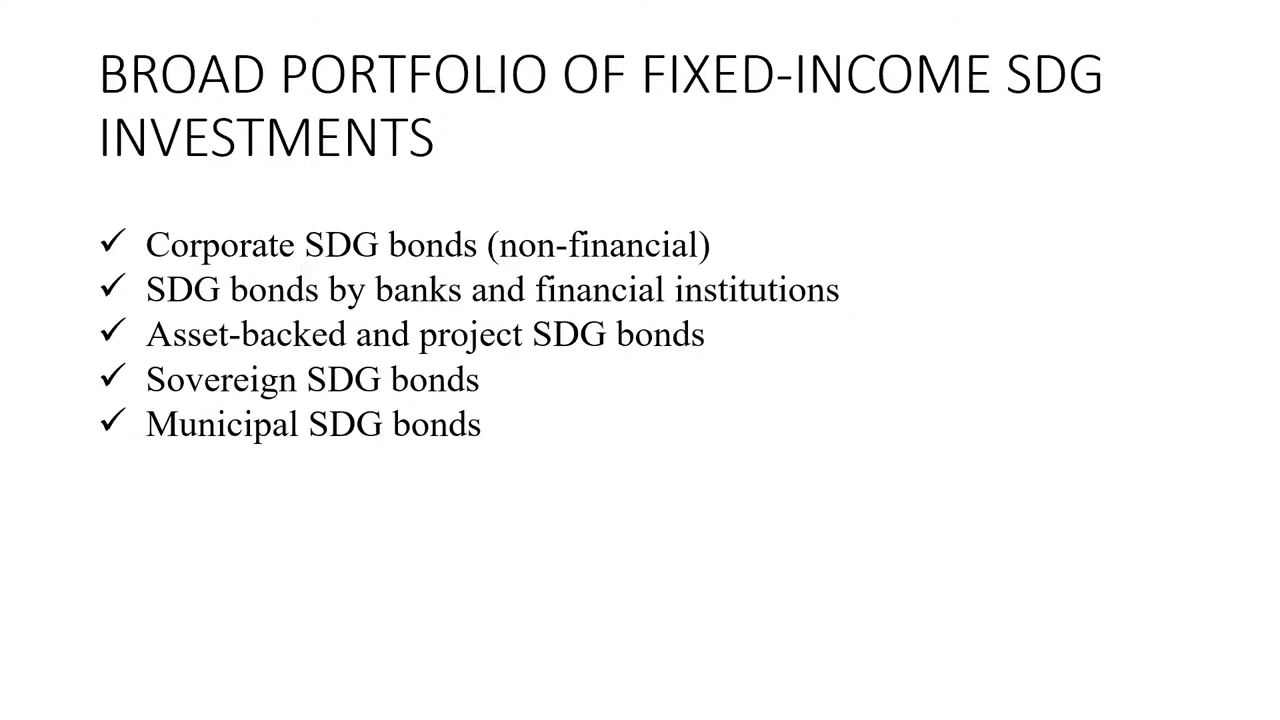 BROAD PORTFOLIO OF FIXED-INCOME SDG
INVESTMENTS
✓ Corporate SDG bonds (non-financial)
✓ SDG bonds by banks and financial institutions
✓ Asset-backed and project SDG bonds
✓ Sovereign SDG bonds
✓ Municipal SDG bonds